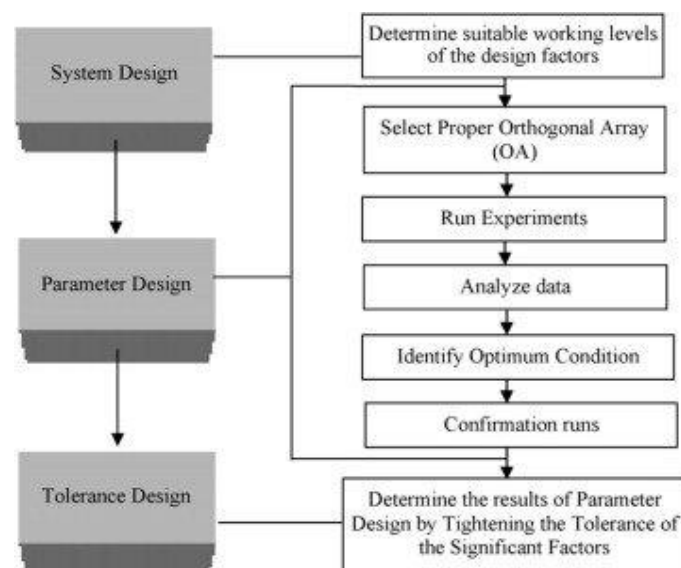 System Design
Determine suitable working levels
of the design factors
Select Proper Orthogonal Array
(OA)
Run Experiments
Parameter Design
Analyze data
Identify Optimum Condition
Confirmation runs
Tolerance Design
Determine the results of Parameter
Design by Tightening the Tolerance of
the Significant Factors